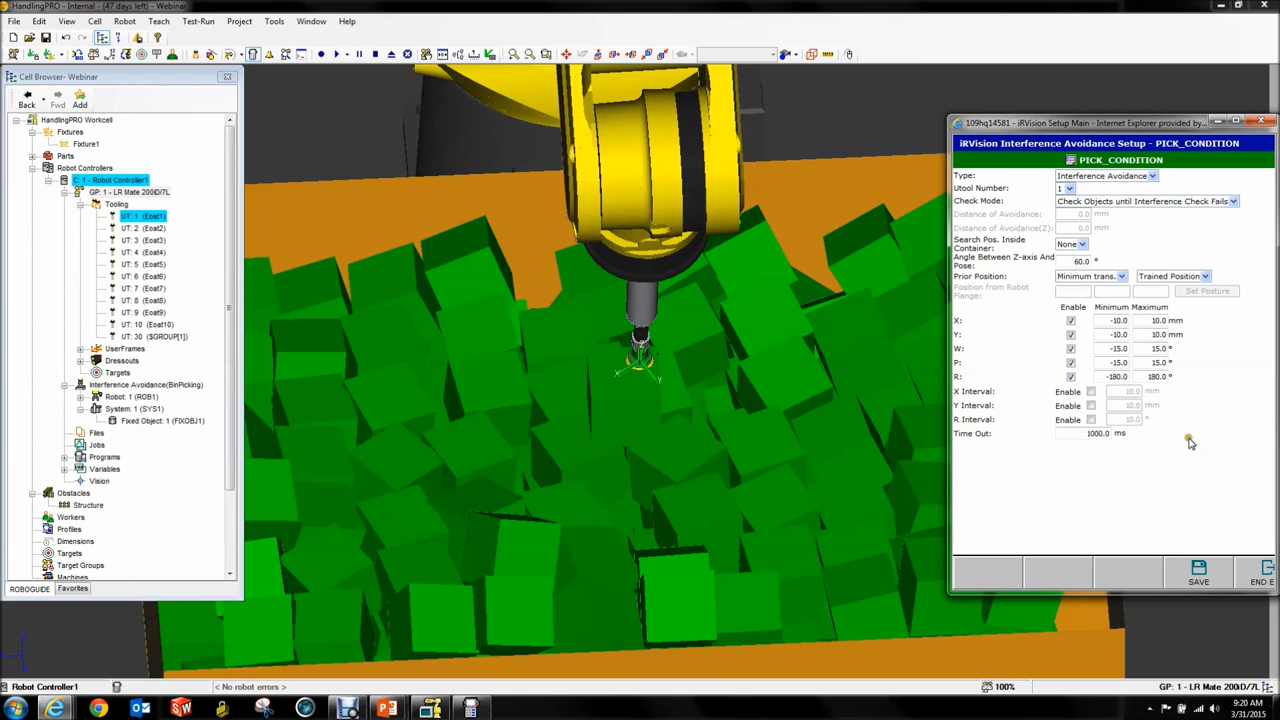 HandlingPRO - Internal - (47 days left) - Webinar
File Edit View Cell Robot Teach Test-Run Project Tools Window Help
Cell Browser- Webinar
Back Fwd Add
HandlingPRO Workcell
Fixtures
Fixture1
Parts
Robot Controllers
C: 1 - Robot Controller1
GP: 1 - LR Mate 200iD/7L
Tooling
UT: 1 (Eoat1)
UT: 2 (Eoat2)
UT: 3 (Eoat3)
UT: 4 (Eoat4)
UT: 5 (Eoat5)
UT: 6 (Eoat6)
UT: 7 (Eoat7)
UT: 8 (Eoat8)
UT: 9 (Eoat9)
UT: 10 (Eoat10)
UT: 30 ($GROUP[1])
UserFrames
Dressouts
Targets
Interference Avoidance(BinPicking)
Robot: 1 (ROB1)
System: 1 (SYS1)
Fixed Object: 1 (FIXOBJ1)
Files
Jobs
Programs
Variables
Vision
Obstacles
Structure
Workers
Profiles
Dimensions
Targets
Target Groups
Machines
ROBOGUIDE Favorites
X Y
109hq14581 - iRVision Setup Main - Internet Explorer provided by...
iRVision Interference Avoidance Setup - PICK_CONDITION
PICK_CONDITION
Type: Interference Avoidance
Utool Number: 1
Check Mode: Check Objects until Interference Check Fails
Distance of Avoidance: 0.0 mm
Distance of Avoidance(Z): 0.0 mm
Search Pos. Inside
Container: None
Angle Between Z-axis And
Pose: 60.0 °
Prior Position: Minimum trans. Trained Position
Position from Robot
Flange: Set Posture
Enable Minimum Maximum
X: -10.0 10.0 mm
Y: -10.0 10.0 mm
W: -15.0 15.0 °
P: -15.0 15.0 °
R: -180.0 180.0 °
X Interval: Enable 10.0 mm
Y Interval: Enable 10.0 mm
R Interval: Enable 10.0 °
Time Out: 1000.0 ms
SAVE END E
Robot Controller1 < No robot errors > 100% GP: 1 - LR Mate 200iD/7L
9:20 AM
3/31/2015